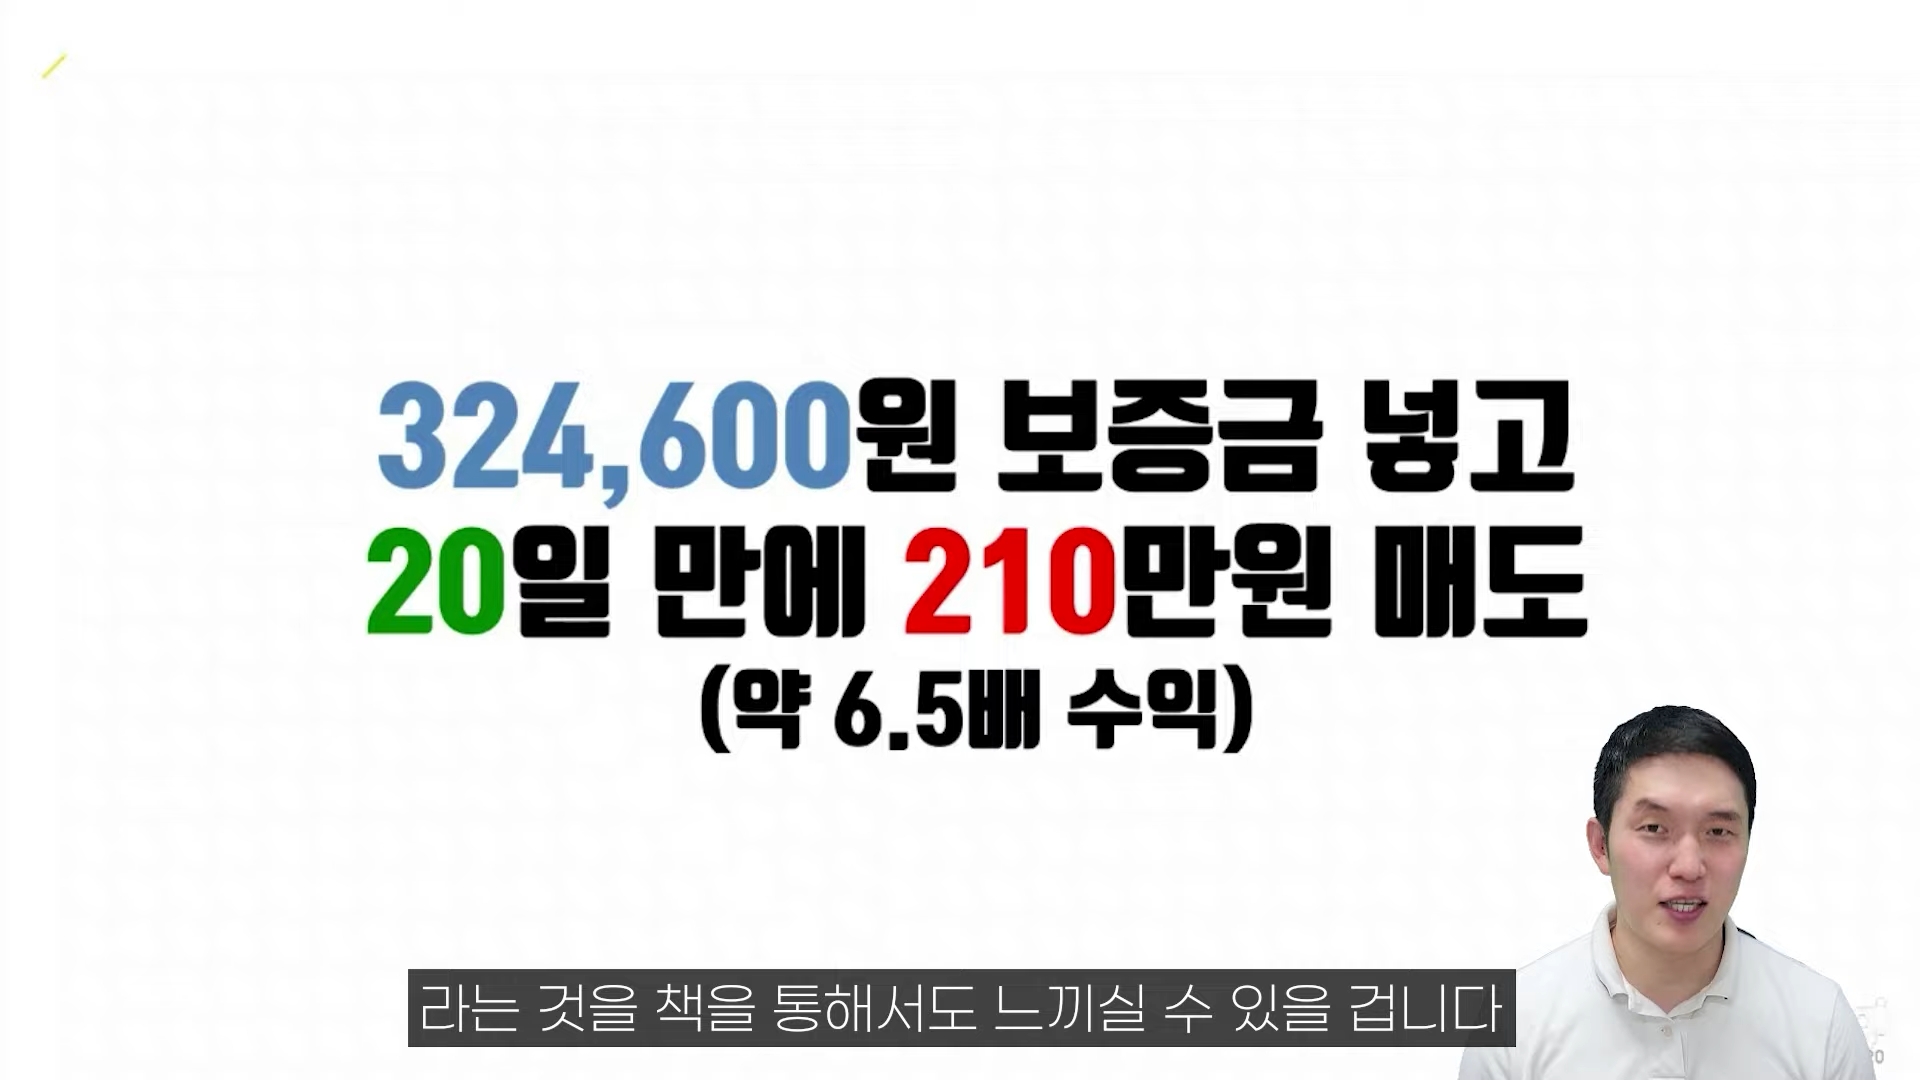 324,600원 보증금 넣고
20일 만에 210만원 매도
(약 6.5배 수익)
라는 것을 책을 통해서도 느끼실 수 있을 겁니다